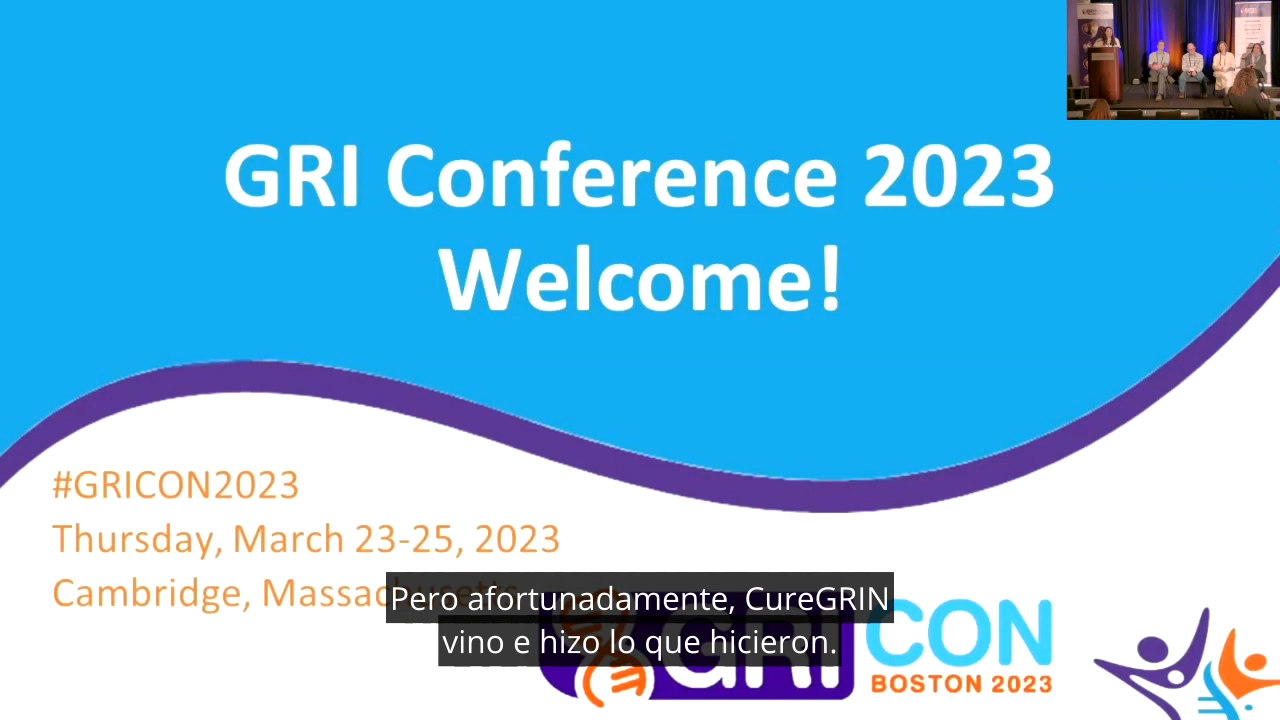 GRI Conference 2023
Welcome!
#GRICON2023
Thursday, March 23-25, 2023
Cambridge,
Pero afortunadamente, CureGRIN
vino e hizo lo que hicieron.
GRI CON
BOSTON 2023